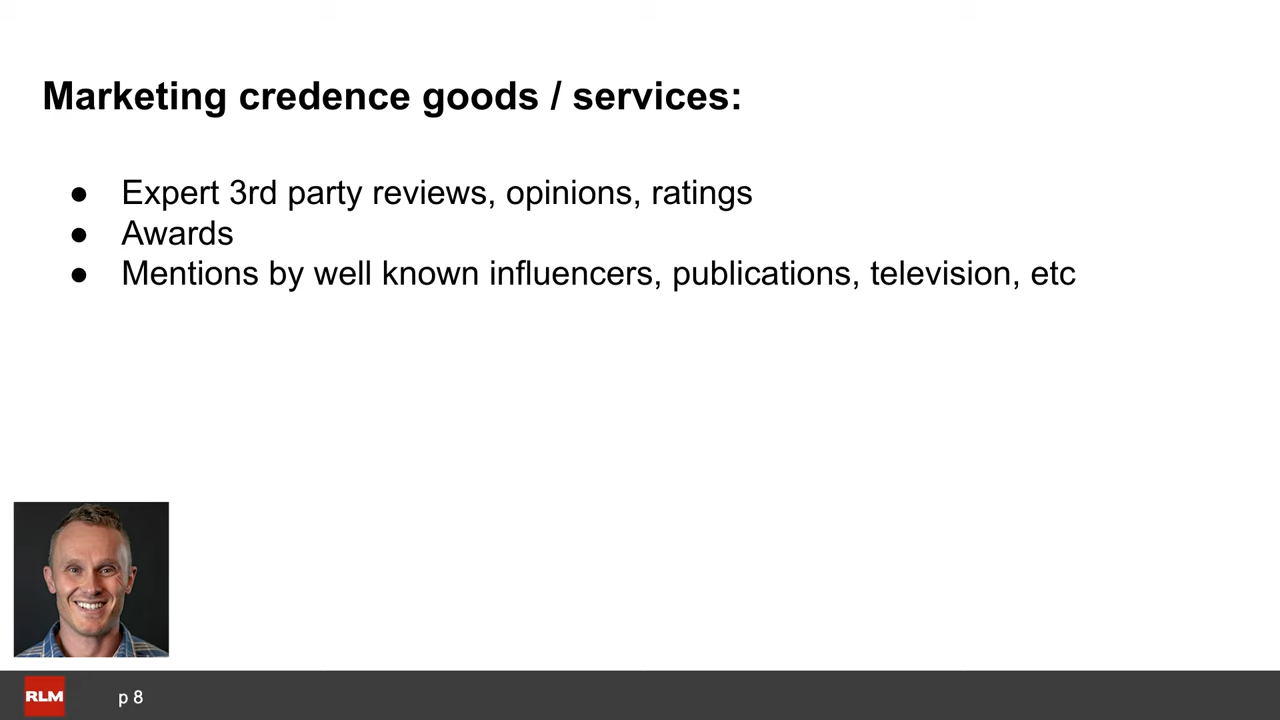 Marketing credence goods / services:
● Expert 3rd party reviews, opinions, ratings
● Awards
● Mentions by well known influencers, publications, television, etc
RLM
p 8